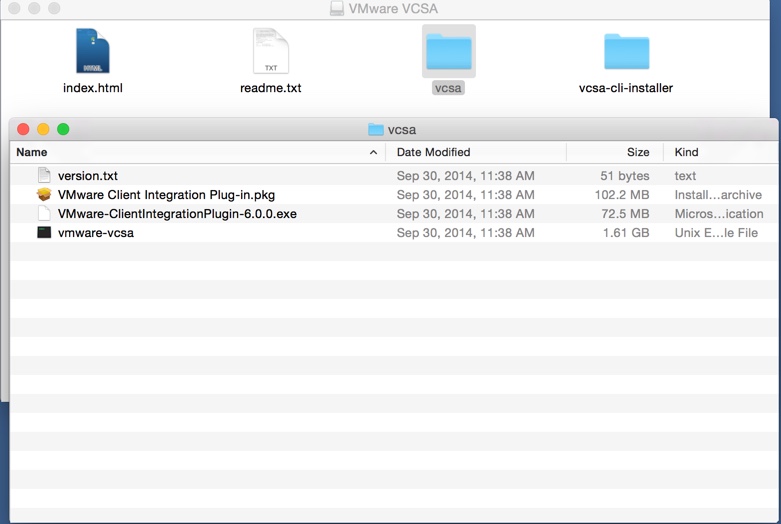 VMware VCSA
HTML
TXT
index.html readme.txt vcsa vcsa-cli-installer
vcsa
Name Date Modified Size Kind
version.txt Sep 30, 2014, 11:38 AM 51 bytes text
VMware Client Integration Plug-in.pkg Sep 30, 2014, 11:38 AM 102.2 MB Install...archive
VMware-ClientIntegrationPlugin-6.0.0.exe Sep 30, 2014, 11:38 AM 72.5 MB Micros...ication
vmware-vcsa Sep 30, 2014, 11:38 AM 1.61 GB Unix E...le File